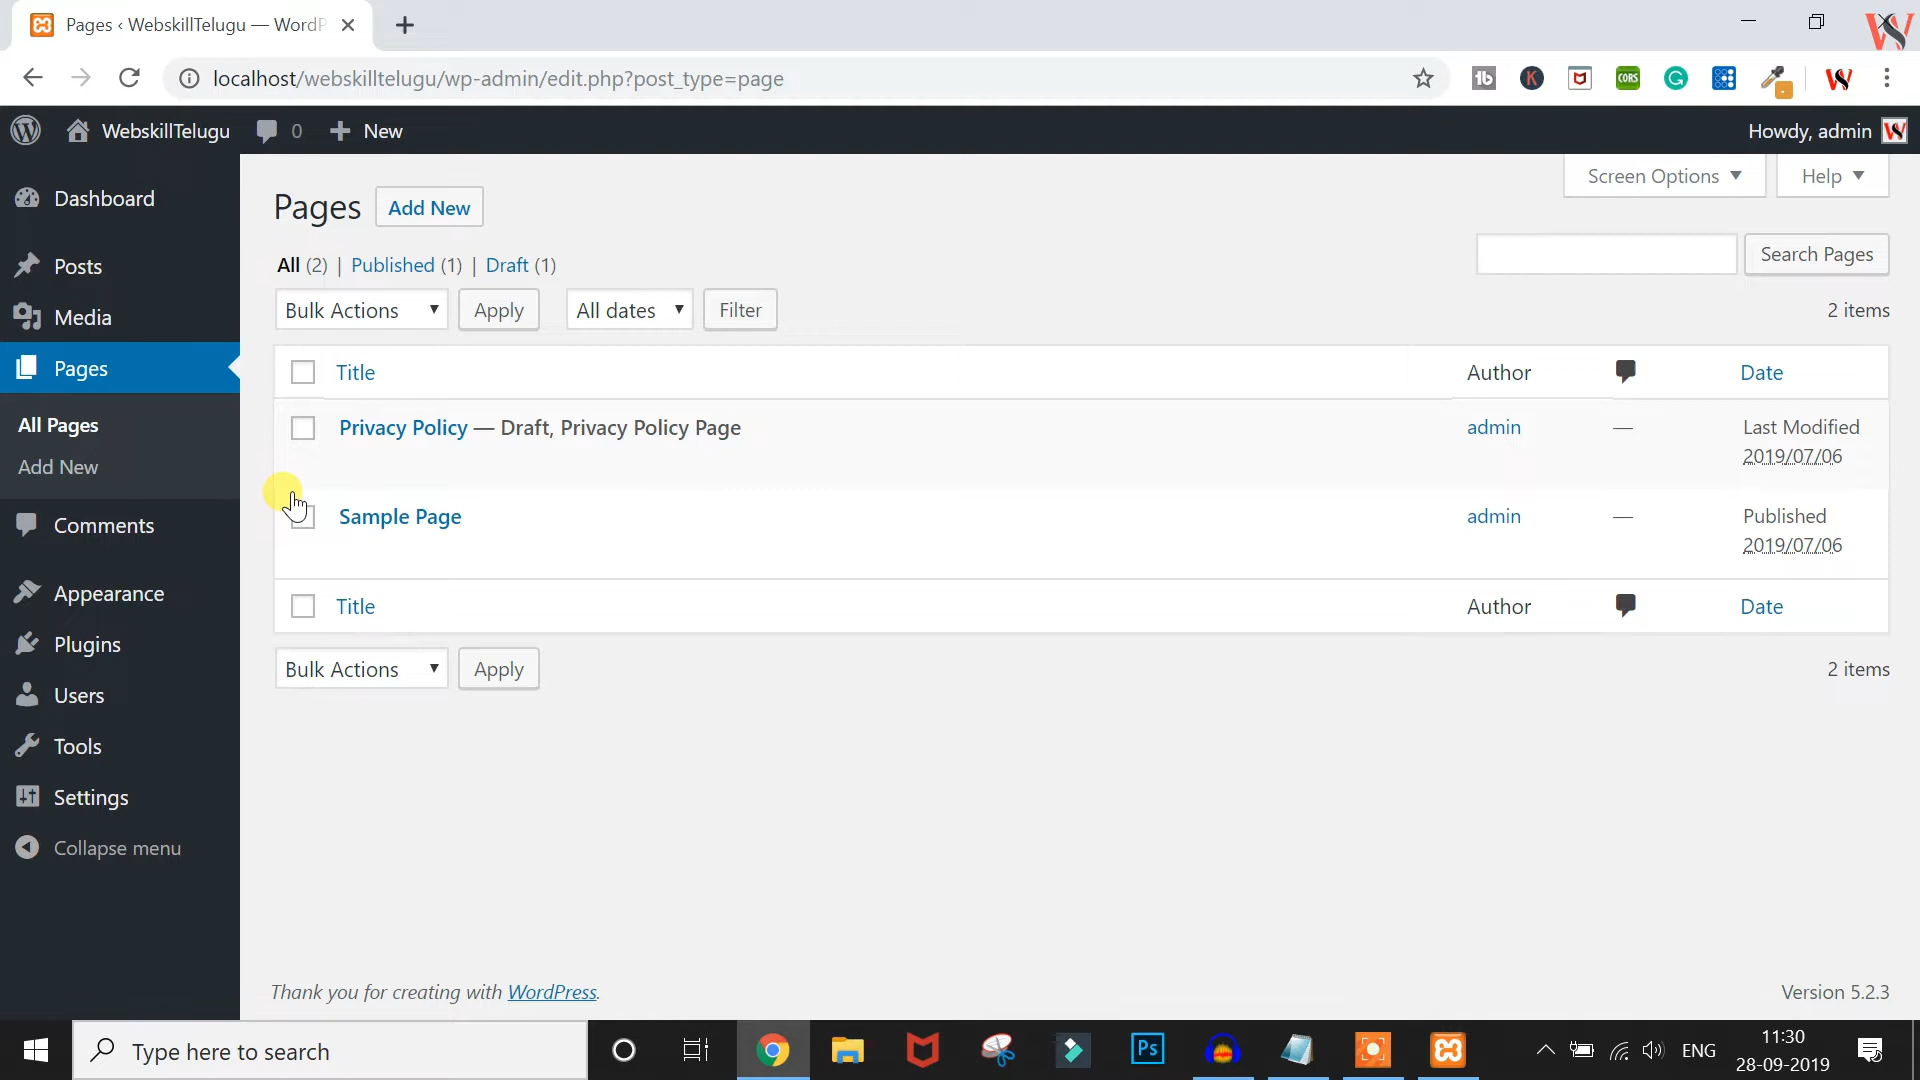 Pages ‹ WebskillTelugu — WordP
localhost/webskilltelugu/wp-admin/edit.php?post_type=page
WebskillTelugu 0 New
Howdy, admin
Screen Options Help
Dashboard
Posts
Media
Pages
All Pages
Add New
Comments
Appearance
Plugins
Users
Tools
Settings
Collapse menu
Pages Add New
All (2) | Published (1) | Draft (1)
Search Pages
Bulk Actions Apply All dates Filter
2 items
Title Author Date
Privacy Policy — Draft, Privacy Policy Page admin — Last Modified
2019/07/06
Sample Page admin — Published
2019/07/06
Title Author Date
Bulk Actions Apply
2 items
Thank you for creating with WordPress.
Version 5.2.3
Type here to search
Ps
ENG
11:30
28-09-2019